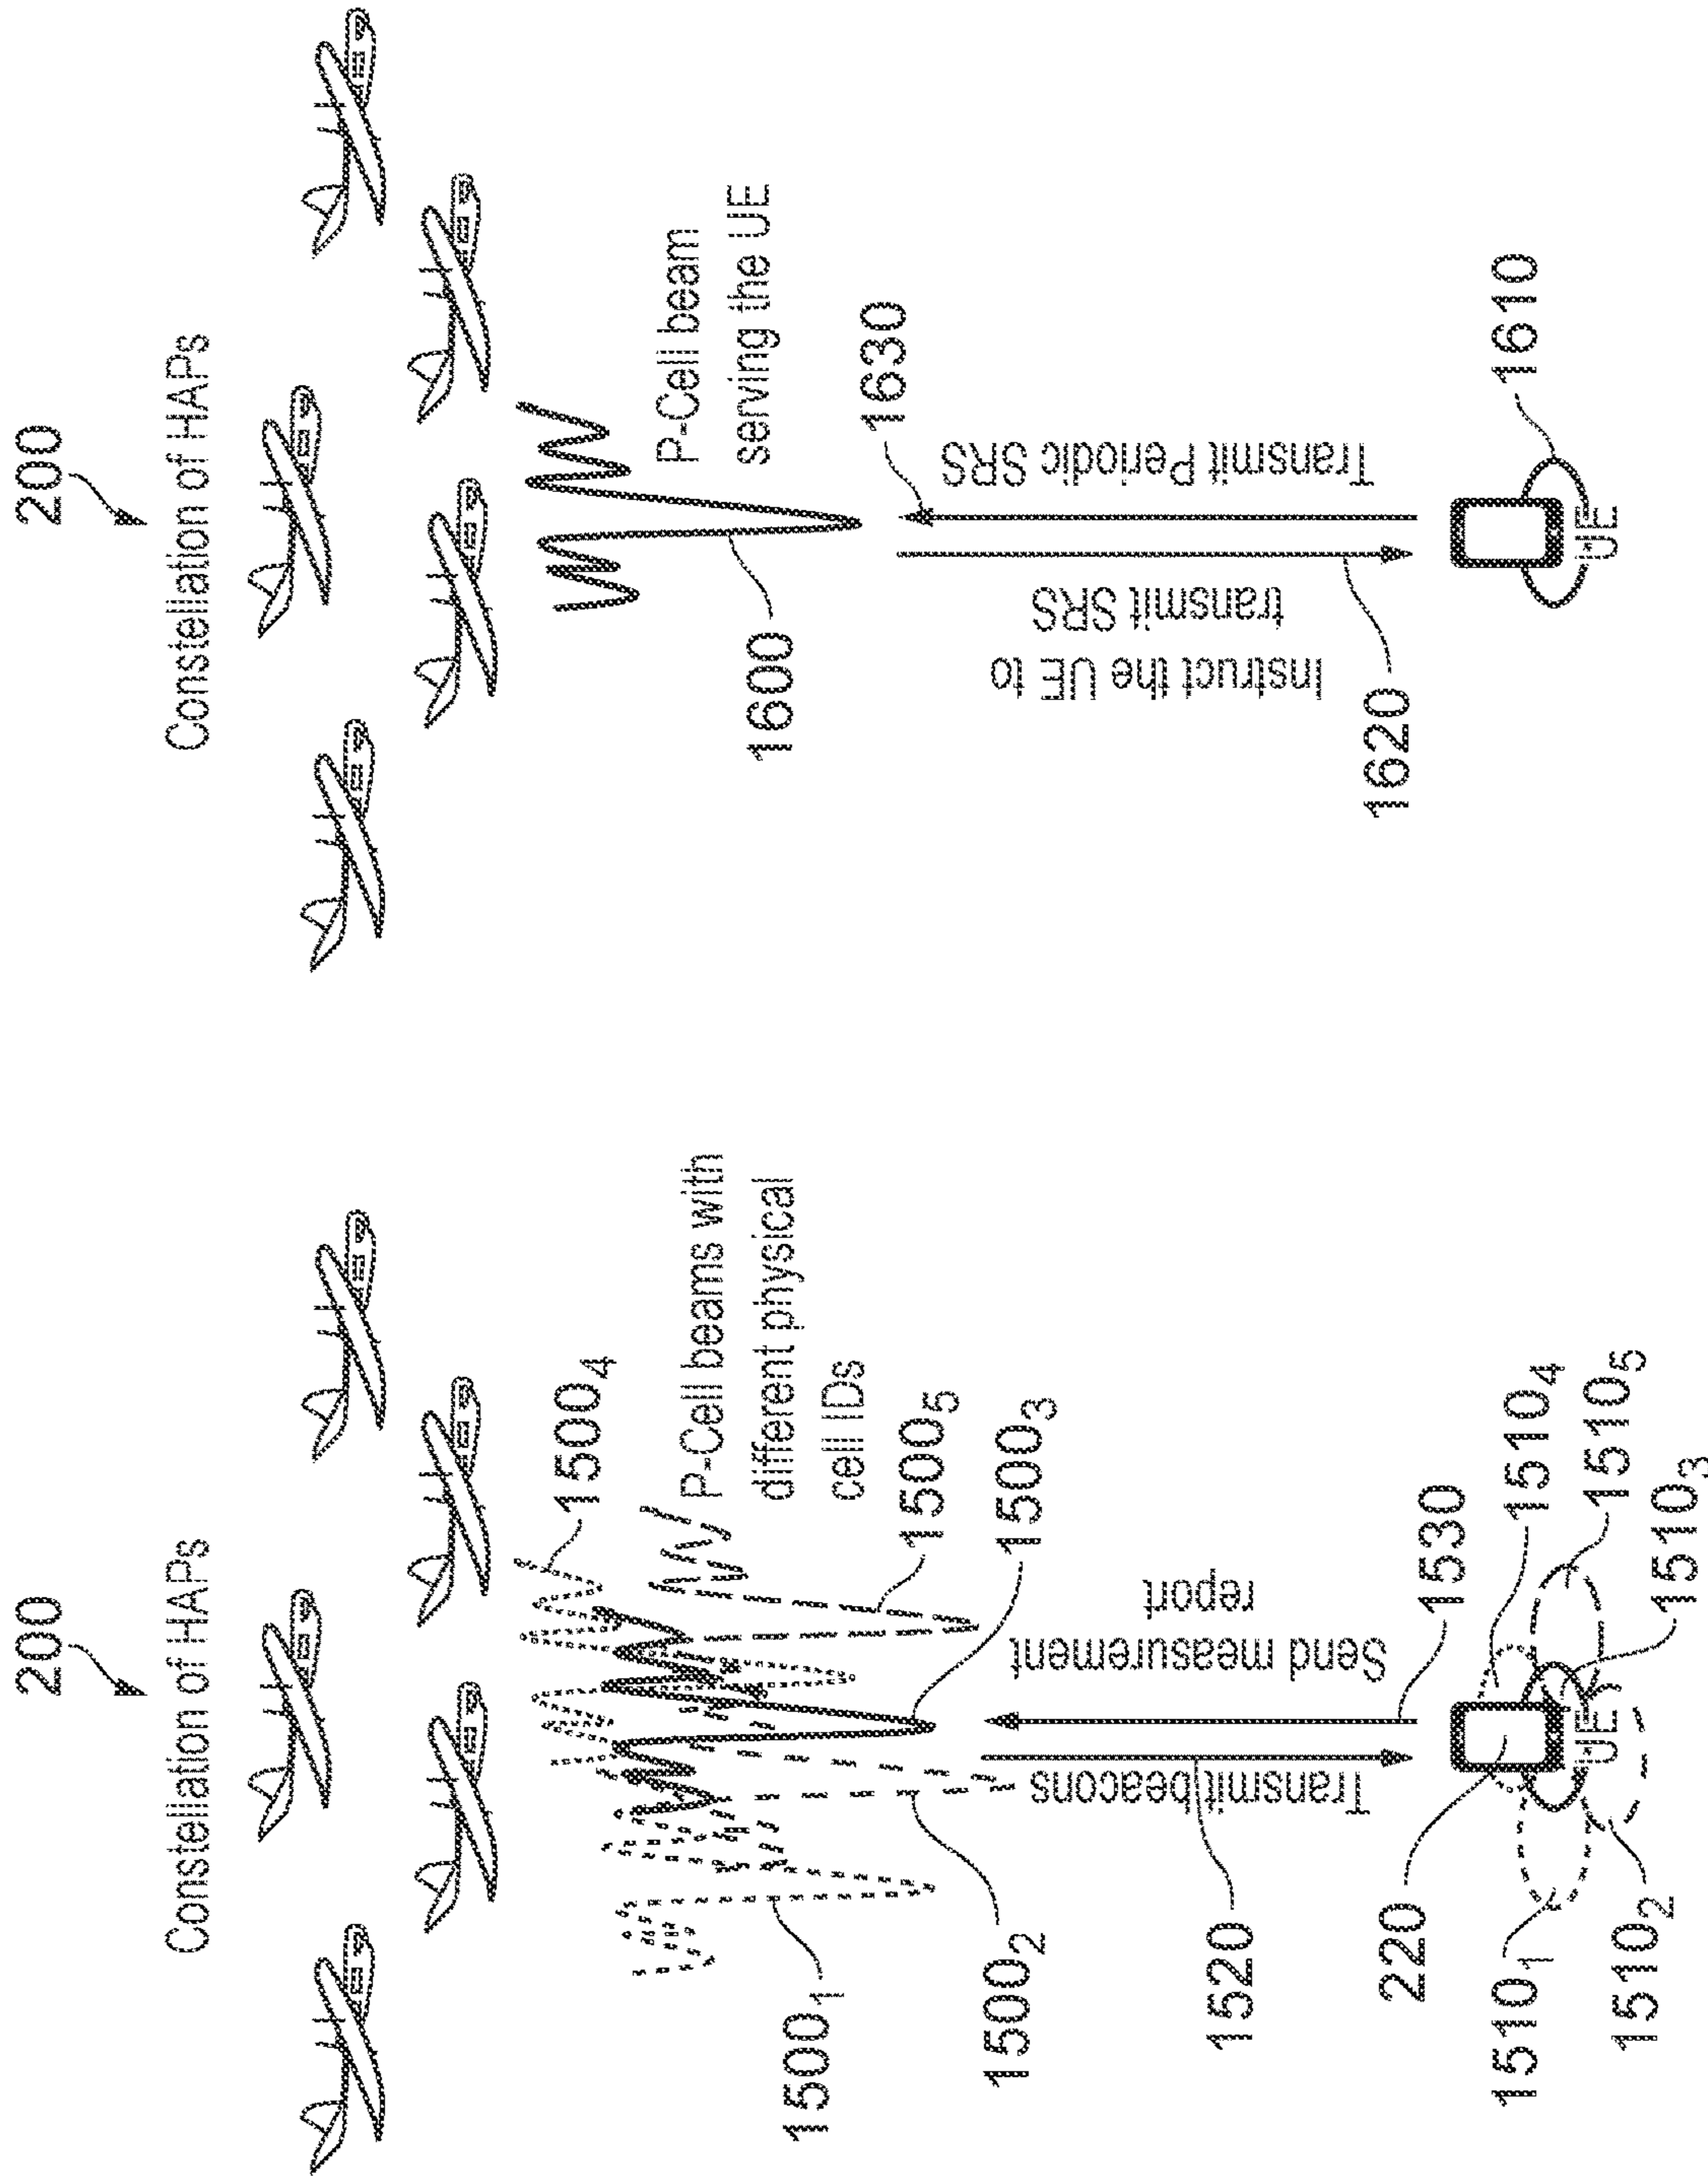 200
Constellation of HAPs
1500₄
P-Cell beams with
different physical
cell IDs
1500₅
1500₃
1500₁
1500₂
Transmit beacons
Send measurement
report
1520
1530
220
UE
1510₁
1510₂
1510₄
1510₅
1510₃
200
Constellation of HAPs
P-Cell beam
serving the UE
1600
1630
Instruct the UE to
transmit SRS
Transmit Periodic SRS
1620
1610
UE